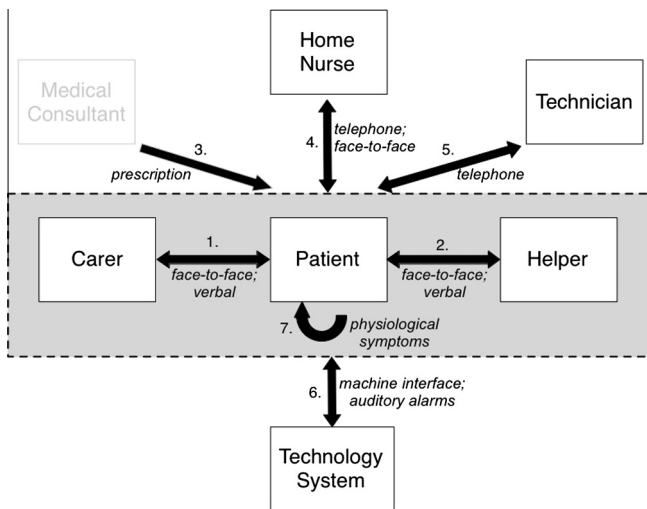 Home
Nurse
Medical
Consultant
Technician
3.
prescription
4.
telephone;
face-to-face
5.
telephone
Carer
1.
face-to-face;
verbal
Patient
2.
face-to-face;
verbal
Helper
7.
physiological
symptoms
6.
machine interface;
auditory alarms
Technology
System